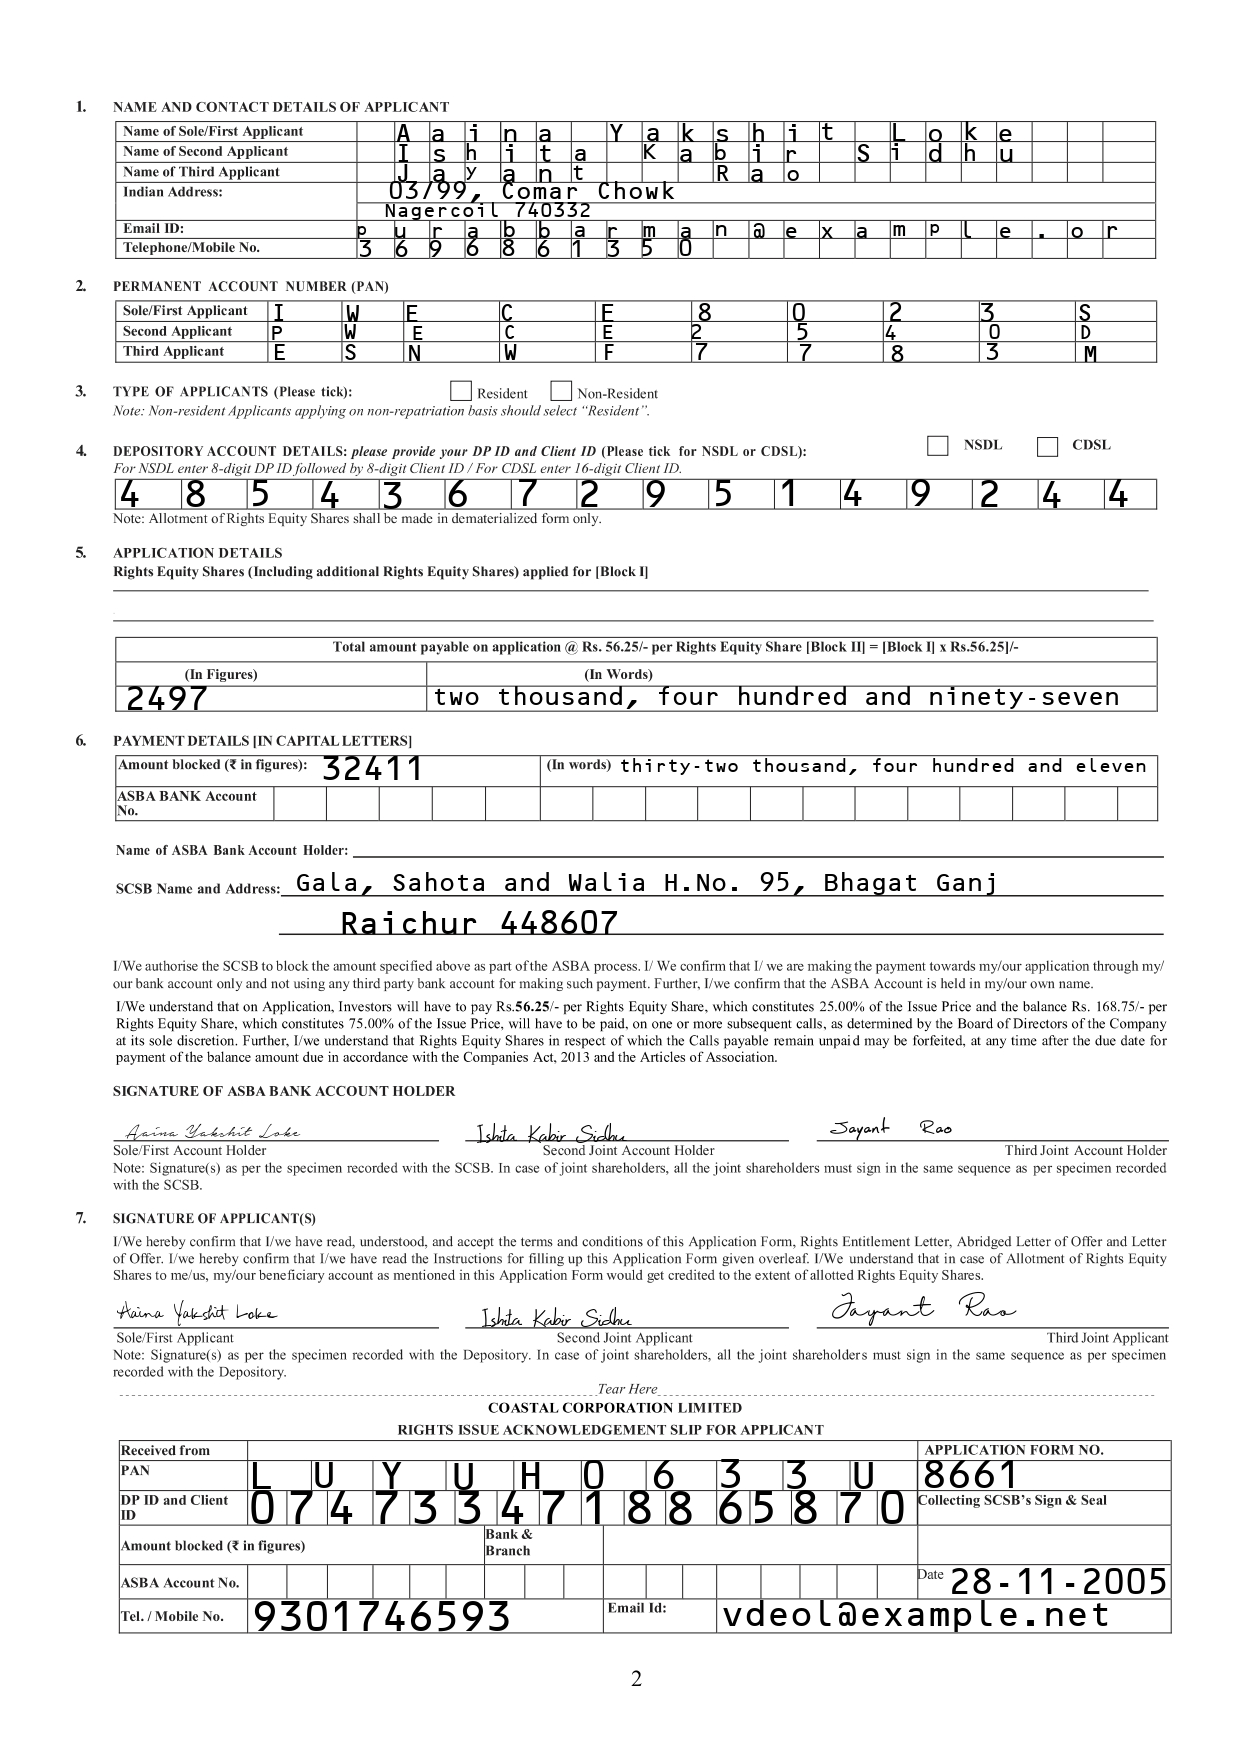 1. NAME AND CONTACT DETAILS OF APPLICANT
Name of Sole/First Applicant Aaina Yakshit Loke
Name of Second Applicant Ishita Kabir Sidhu
Name of Third Applicant Jayant Rao
Indian Address: 03/99, Comar Chowk
Nagercoil 740332
Email ID: purabbarman@example.or
Telephone/Mobile No. 3696861350
2. PERMANENT ACCOUNT NUMBER (PAN)
Sole/First Applicant I W E C E 8 0 2 3 S
Second Applicant P W E C E 2 5 4 0 D
Third Applicant E S N W F 7 7 8 3 M
3. TYPE OF APPLICANTS (Please tick): Resident Non-Resident
Note: Non-resident Applicants applying on non-repatriation basis should select “Resident”.
4. DEPOSITORY ACCOUNT DETAILS: please provide your DP ID and Client ID (Please tick for NSDL or CDSL): NSDL CDSL
For NSDL enter 8-digit DP ID followed by 8-digit Client ID / For CDSL enter 16-digit Client ID.
4 8 5 4 3 6 7 2 9 5 1 4 9 2 4 4
Note: Allotment of Rights Equity Shares shall be made in dematerialized form only.
5. APPLICATION DETAILS
Rights Equity Shares (Including additional Rights Equity Shares) applied for [Block I]
Total amount payable on application @ Rs. 56.25/- per Rights Equity Share [Block II] = [Block I] x Rs.56.25]/-
(In Figures) (In Words)
2497 two thousand, four hundred and ninety-seven
6. PAYMENT DETAILS [IN CAPITAL LETTERS]
Amount blocked (₹ in figures): 32411 (In words) thirty-two thousand, four hundred and eleven
ASBA BANK Account
No.
Name of ASBA Bank Account Holder:
SCSB Name and Address: Gala, Sahota and Walia H.No. 95, Bhagat Ganj
Raichur 448607
I/We authorise the SCSB to block the amount specified above as part of the ASBA process. I/ We confirm that I/ we are making the payment towards my/our application through my/
our bank account only and not using any third party bank account for making such payment. Further, I/we confirm that the ASBA Account is held in my/our own name.
I/We understand that on Application, Investors will have to pay Rs.56.25/- per Rights Equity Share, which constitutes 25.00% of the Issue Price and the balance Rs. 168.75/- per
Rights Equity Share, which constitutes 75.00% of the Issue Price, will have to be paid, on one or more subsequent calls, as determined by the Board of Directors of the Company
at its sole discretion. Further, I/we understand that Rights Equity Shares in respect of which the Calls payable remain unpaid may be forfeited, at any time after the due date for
payment of the balance amount due in accordance with the Companies Act, 2013 and the Articles of Association.
SIGNATURE OF ASBA BANK ACCOUNT HOLDER
Aaina Yakshit Loke Ishita Kabir Sidhu Jayant Rao
Sole/First Account Holder Second Joint Account Holder Third Joint Account Holder
Note: Signature(s) as per the specimen recorded with the SCSB. In case of joint shareholders, all the joint shareholders must sign in the same sequence as per specimen recorded
with the SCSB.
7. SIGNATURE OF APPLICANT(S)
I/We hereby confirm that I/we have read, understood, and accept the terms and conditions of this Application Form, Rights Entitlement Letter, Abridged Letter of Offer and Letter
of Offer. I/we hereby confirm that I/we have read the Instructions for filling up this Application Form given overleaf. I/We understand that in case of Allotment of Rights Equity
Shares to me/us, my/our beneficiary account as mentioned in this Application Form would get credited to the extent of allotted Rights Equity Shares.
Aaina Yakshit Loke Ishita Kabir Sidhu Jayant Rao
Sole/First Applicant Second Joint Applicant Third Joint Applicant
Note: Signature(s) as per the specimen recorded with the Depository. In case of joint shareholders, all the joint shareholders must sign in the same sequence as per specimen
recorded with the Depository.
Tear Here
COASTAL CORPORATION LIMITED
RIGHTS ISSUE ACKNOWLEDGEMENT SLIP FOR APPLICANT
Received from APPLICATION FORM NO.
PAN L U Y U H 0 6 3 3 U 8661
DP ID and Client
ID 0 7 4 7 3 3 4 7 1 8 8 6 5 8 7 0 Collecting SCSB’s Sign & Seal
Amount blocked (₹ in figures) Bank &
Branch
ASBA Account No. Date 28-11-2005
Tel. / Mobile No. 9301746593 Email Id: vdeol@example.net
2